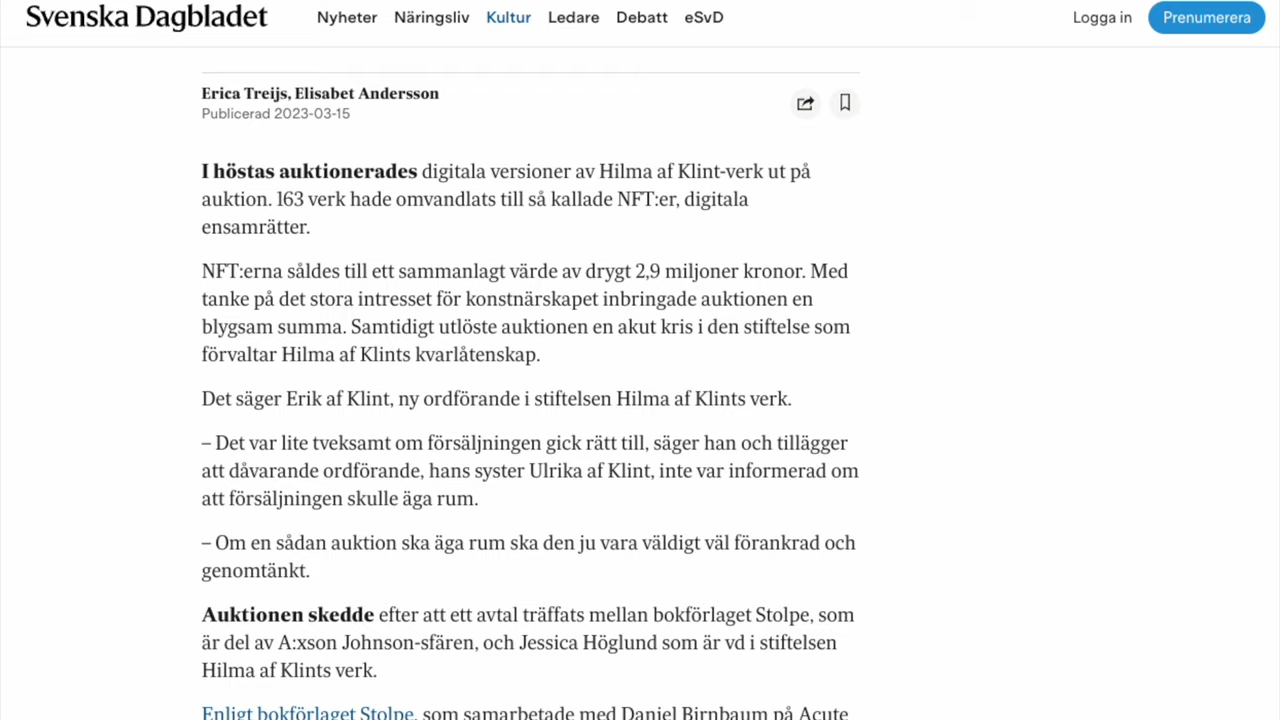 Svenska Dagbladet
Nyheter Näringsliv Kultur Ledare Debatt eSvD
Logga in
Prenumerera
Erica Treijs, Elisabet Andersson
Publicerad 2023-03-15
I höstas auktionerades digitala versioner av Hilma af Klint-verk ut på
auktion. 163 verk hade omvandlats till så kallade NFT:er, digitala
ensamrätter.
NFT:erna såldes till ett sammanlagt värde av drygt 2,9 miljoner kronor. Med
tanke på det stora intresset för konstnärskapet inbringade auktionen en
blygsam summa. Samtidigt utlöste auktionen en akut kris i den stiftelse som
förvaltar Hilma af Klints kvarlåtenskap.
Det säger Erik af Klint, ny ordförande i stiftelsen Hilma af Klints verk.
– Det var lite tveksamt om försäljningen gick rätt till, säger han och tillägger
att dåvarande ordförande, hans syster Ulrika af Klint, inte var informerad om
att försäljningen skulle äga rum.
– Om en sådan auktion ska äga rum ska den ju vara väldigt väl förankrad och
genomtänkt.
Auktionen skedde efter att ett avtal träffats mellan bokförlaget Stolpe, som
är del av A:xson Johnson-sfären, och Jessica Höglund som är vd i stiftelsen
Hilma af Klints verk.
Enligt bokförlaget Stolpe, som samarbetade med Daniel Birnbaum på Acute